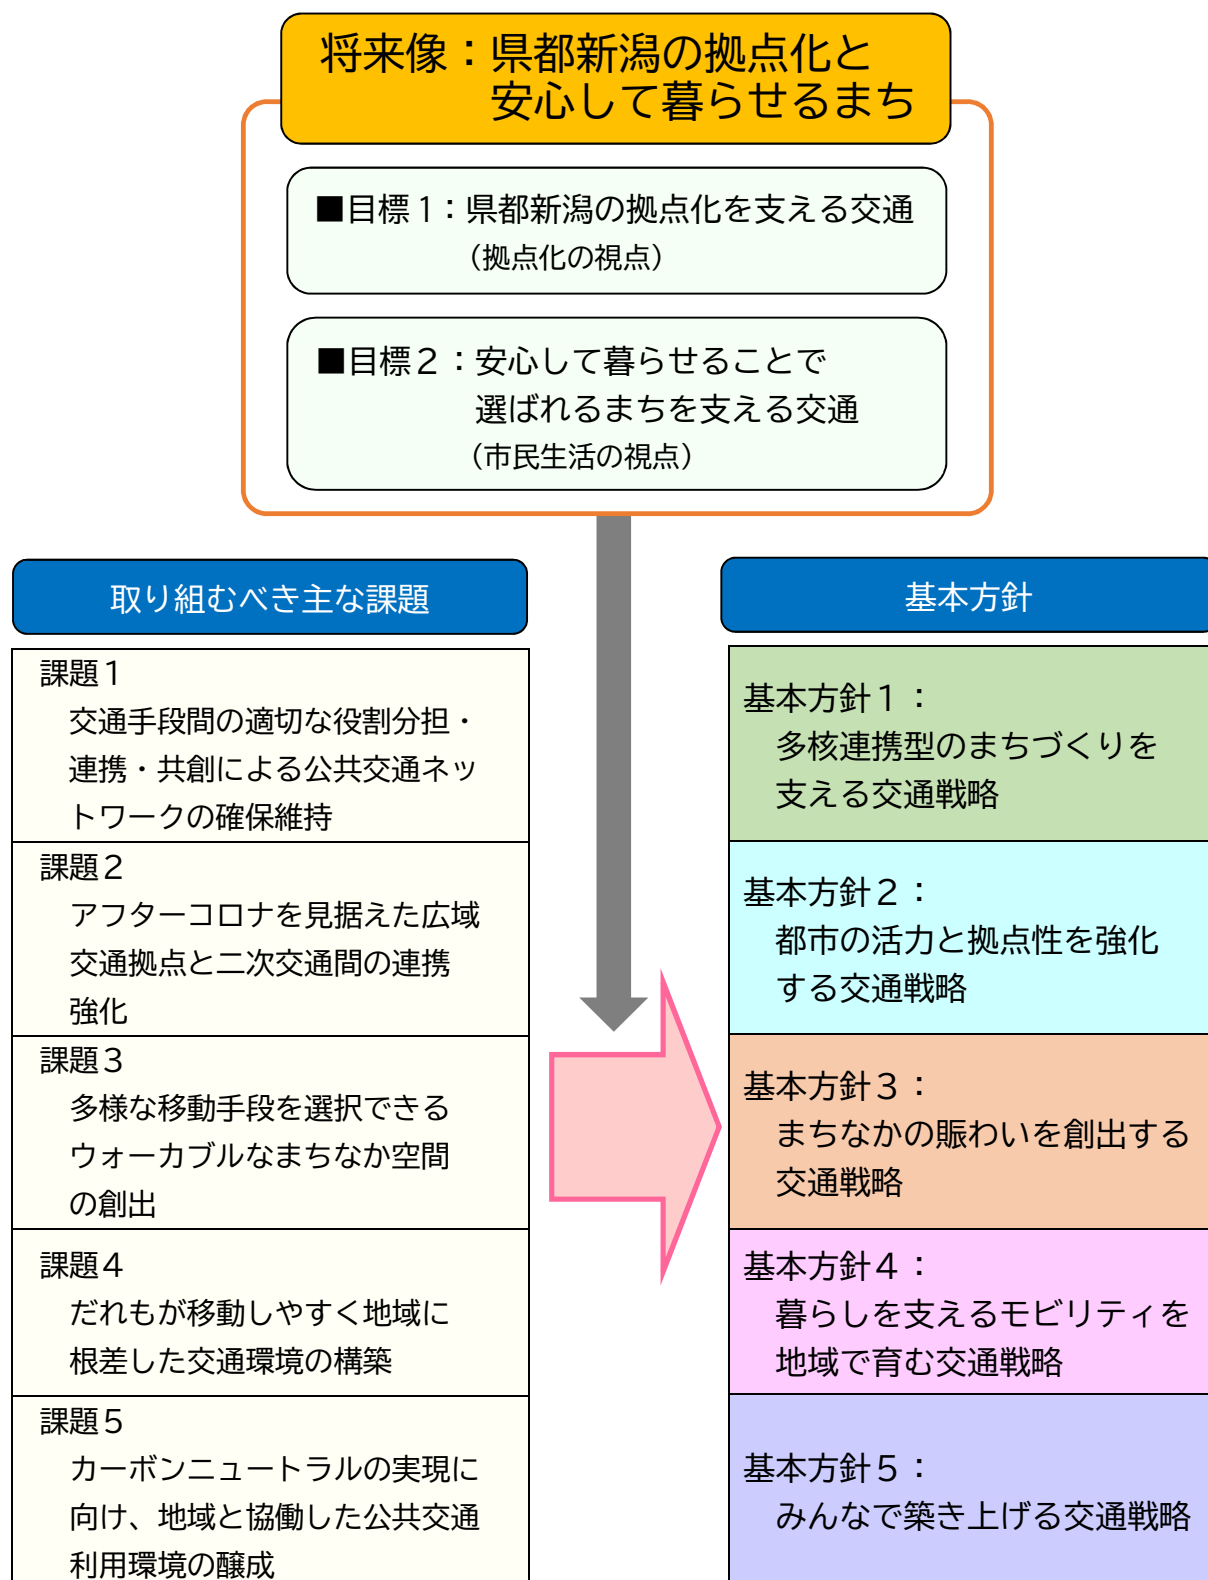 将来像：県都新潟の拠点化と
安心して暮らせるまち
■目標１：県都新潟の拠点化を支える交通
（拠点化の視点）
■目標２：安心して暮らせることで
選ばれるまちを支える交通
（市民生活の視点）
取り組むべき主な課題
課題１
交通手段間の適切な役割分担・
連携・共創による公共交通ネッ
トワークの確保維持
課題２
アフターコロナを見据えた広域
交通拠点と二次交通間の連携
強化
課題３
多様な移動手段を選択できる
ウォーカブルなまちなか空間
の創出
課題４
だれもが移動しやすく地域に
根差した交通環境の構築
課題５
カーボンニュートラルの実現に
向け、地域と協働した公共交通
利用環境の醸成
基本方針
基本方針１：
多核連携型のまちづくりを
支える交通戦略
基本方針２：
都市の活力と拠点性を強化
する交通戦略
基本方針３：
まちなかの賑わいを創出する
交通戦略
基本方針４：
暮らしを支えるモビリティを
地域で育む交通戦略
基本方針５：
みんなで築き上げる交通戦略